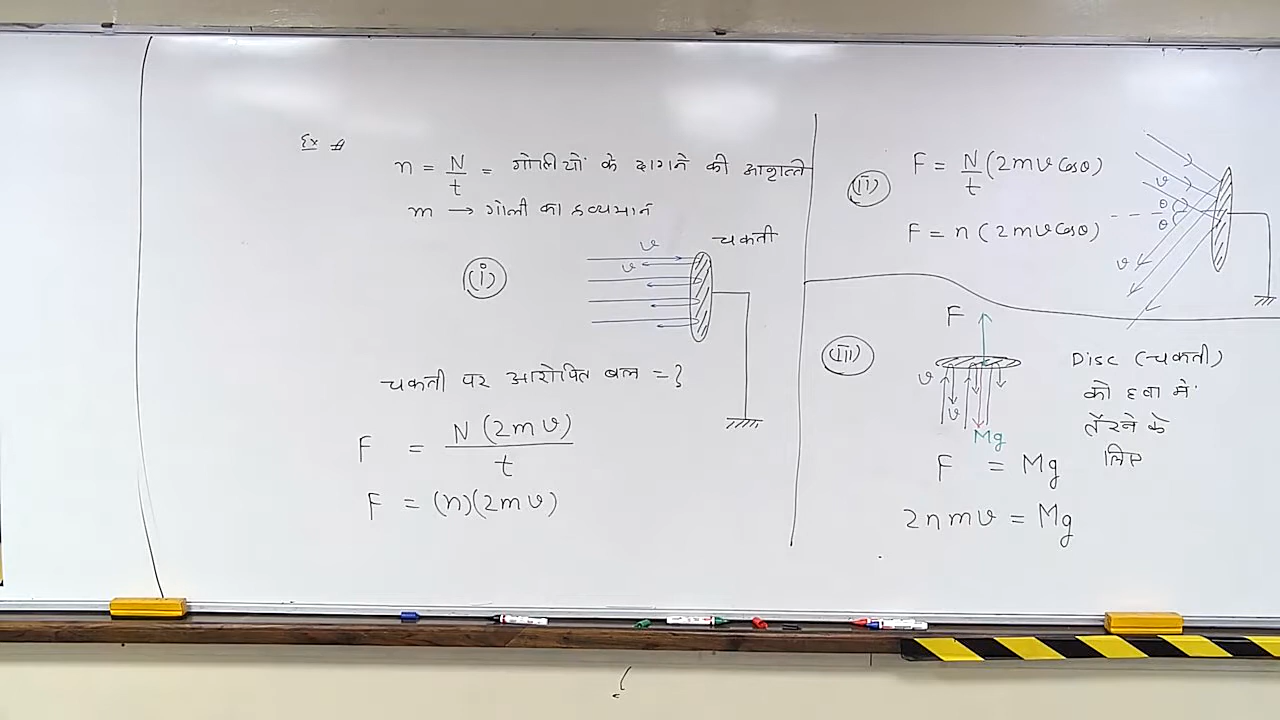 Ex #
n = N/t = गोलियों के दागने की आवृत्ति
m → गोली का द्रव्यमान
(i)
v
v
चकती
चकती पर आरोपित बल = ?
F = N(2mv)/t
F = (n)(2mv)
(ii)
F = N/t (2mv cosθ)
F = n(2mv cosθ)
v
θ
θ
v
(iii)
F
v
v
Mg
Disc (चकती)
को हवा में
तैरने के
लिए
F = Mg
2nmv = Mg